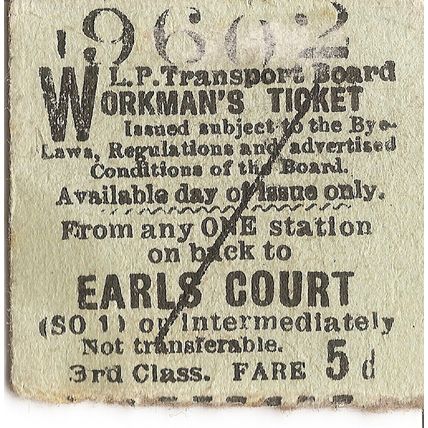 9602
L.P. Transport Board
WORKMAN'S TICKET
Issued subject to the Bye-
Laws, Regulations and advertised
Conditions of the Board.
Available day of issue only.
From any ONE station
on back to
EARLS COURT
(SO 1) or intermediately
Not transferable.
3rd Class. FARE 5d